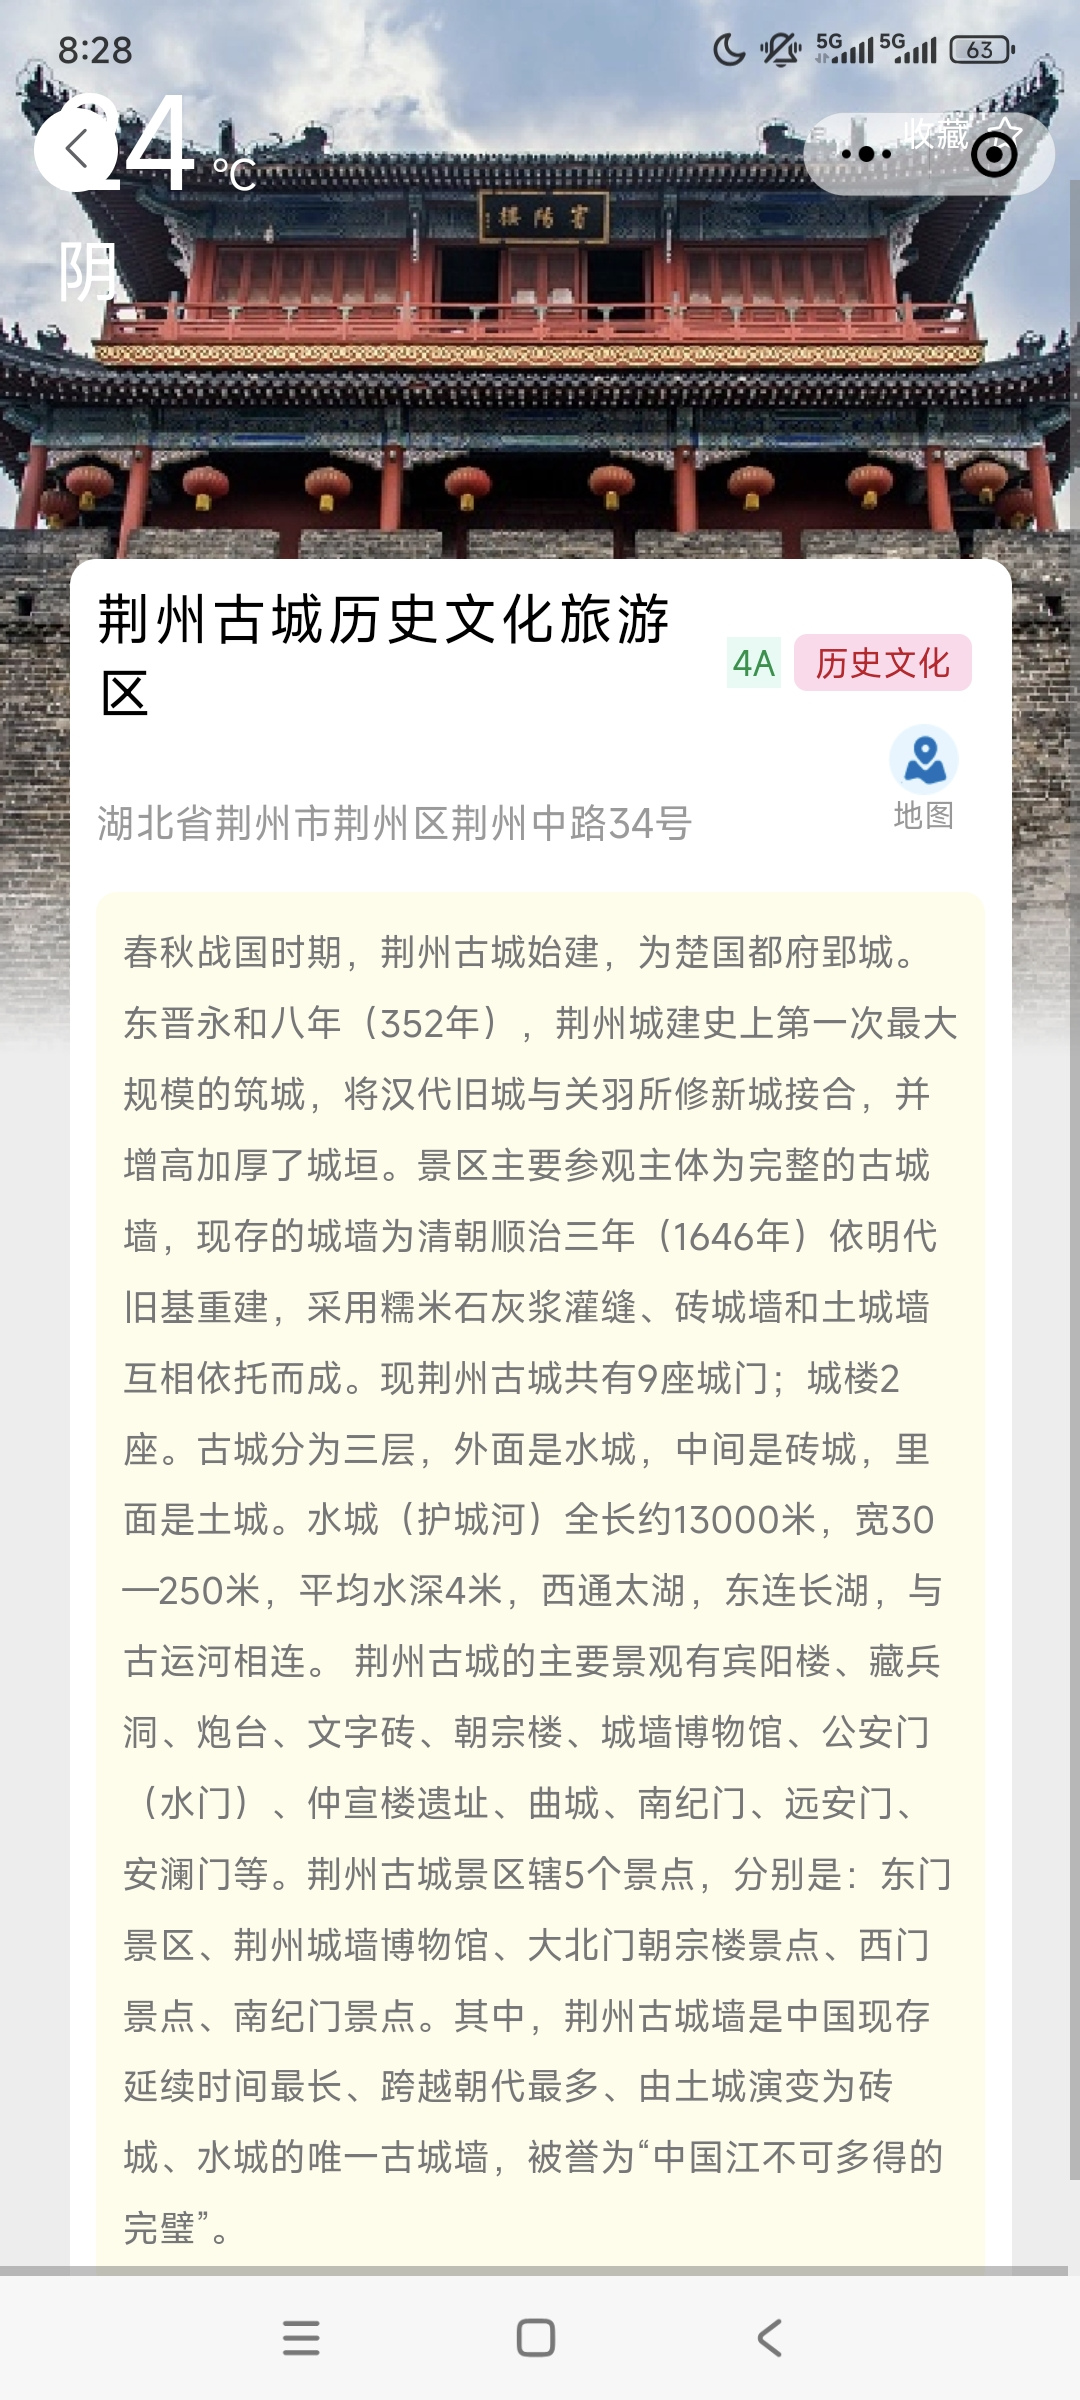 8:28
5G 5G 63
24 ℃
收藏
阴
樓陽賓
荆州古城历史文化旅游
区
4A 历史文化
地图
湖北省荆州市荆州区荆州中路34号
春秋战国时期，荆州古城始建，为楚国都府郢城。
东晋永和八年（352年），荆州城建史上第一次最大
规模的筑城，将汉代旧城与关羽所修新城接合，并
增高加厚了城垣。景区主要参观主体为完整的古城
墙，现存的城墙为清朝顺治三年（1646年）依明代
旧基重建，采用糯米石灰浆灌缝、砖城墙和土城墙
互相依托而成。现荆州古城共有9座城门；城楼2
座。古城分为三层，外面是水城，中间是砖城，里
面是土城。水城（护城河）全长约13000米，宽30
—250米，平均水深4米，西通太湖，东连长湖，与
古运河相连。 荆州古城的主要景观有宾阳楼、藏兵
洞、炮台、文字砖、朝宗楼、城墙博物馆、公安门
（水门）、仲宣楼遗址、曲城、南纪门、远安门、
安澜门等。荆州古城景区辖5个景点，分别是：东门
景区、荆州城墙博物馆、大北门朝宗楼景点、西门
景点、南纪门景点。其中，荆州古城墙是中国现存
延续时间最长、跨越朝代最多、由土城演变为砖
城、水城的唯一古城墙，被誉为“中国江不可多得的
完璧”。